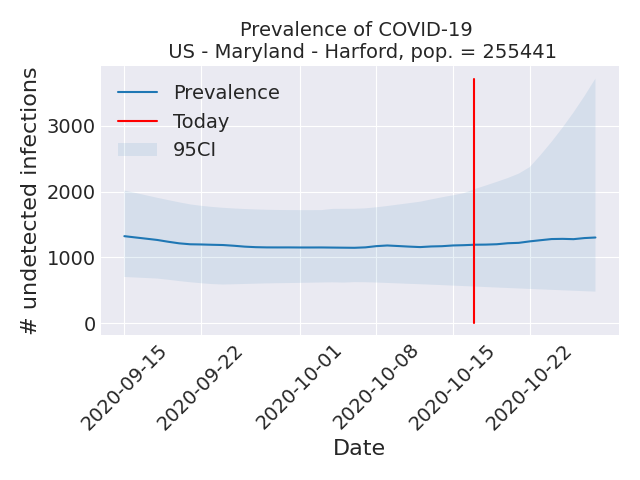 Prevalence of COVID-19
US - Maryland - Harford, pop. = 255441
# undetected infections
3000
2000
1000
0
Prevalence
Today
95CI
2020-09-15
2020-09-22
2020-10-01
2020-10-08
2020-10-15
2020-10-22
Date